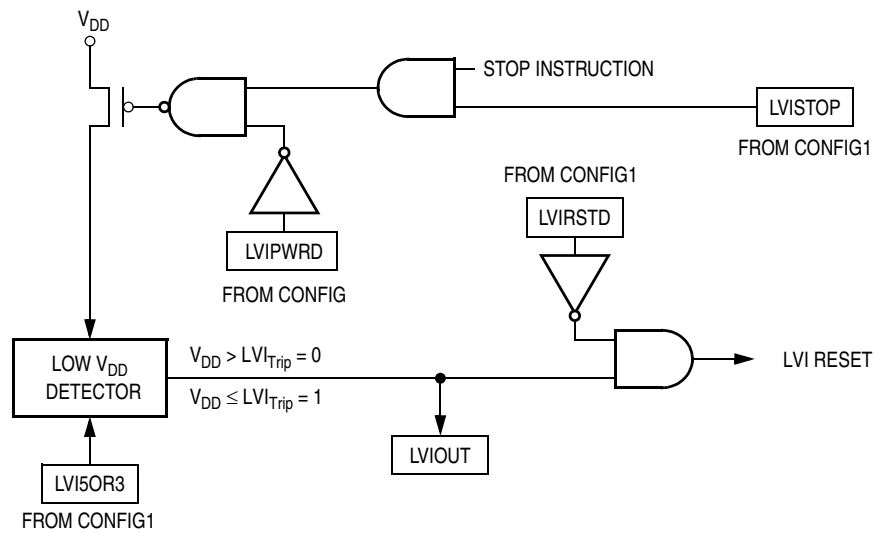 VDD
STOP INSTRUCTION
LVISTOP
FROM CONFIG1
FROM CONFIG1
LVIRSTD
LVIPWRD
FROM CONFIG
LOW VDD
DETECTOR
VDD > LVITrip = 0
VDD ≤ LVITrip = 1
LVI RESET
LVIOUT
LVI5OR3
FROM CONFIG1